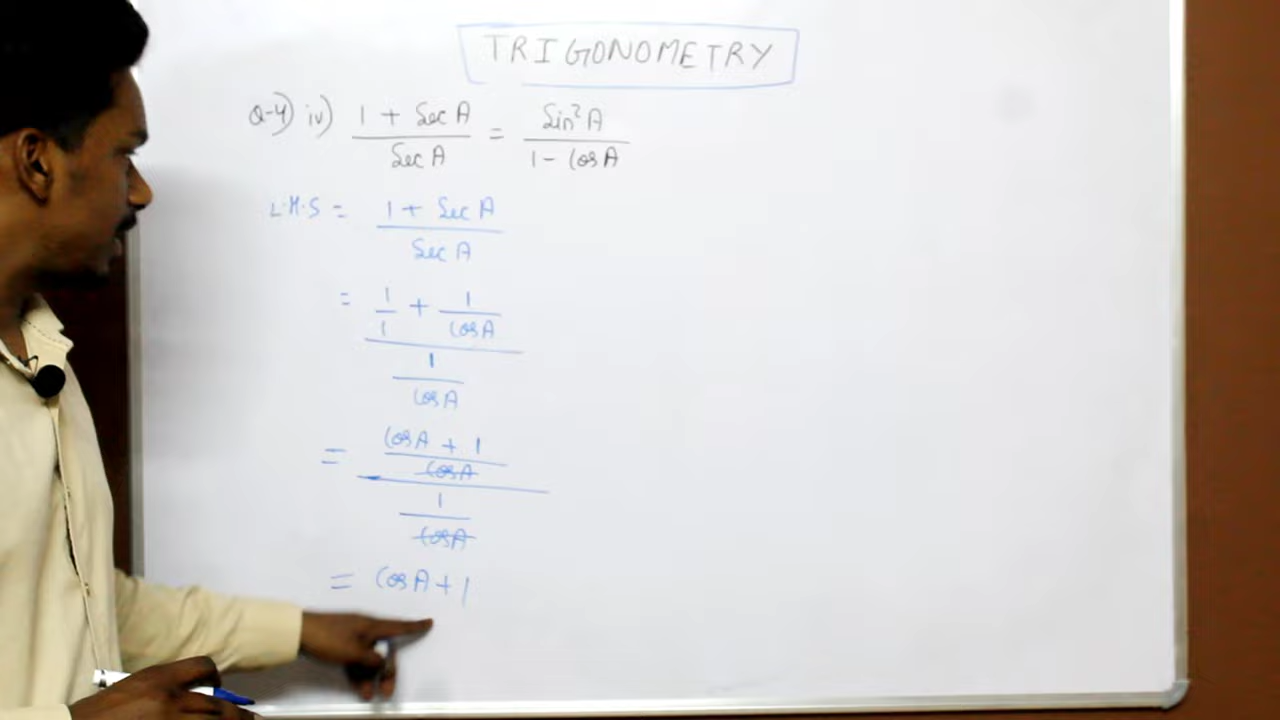 TRIGONOMETRY
Q-4) iv) (1 + Sec A)/(Sec A) = (Sin²A)/(1 - Cos A)
L.H.S = (1 + Sec A)/(Sec A)
= (1/1 + 1/(Cos A))/(1/(Cos A))
= ((Cos A + 1)/(Cos A))/(1/(Cos A))
= Cos A + 1